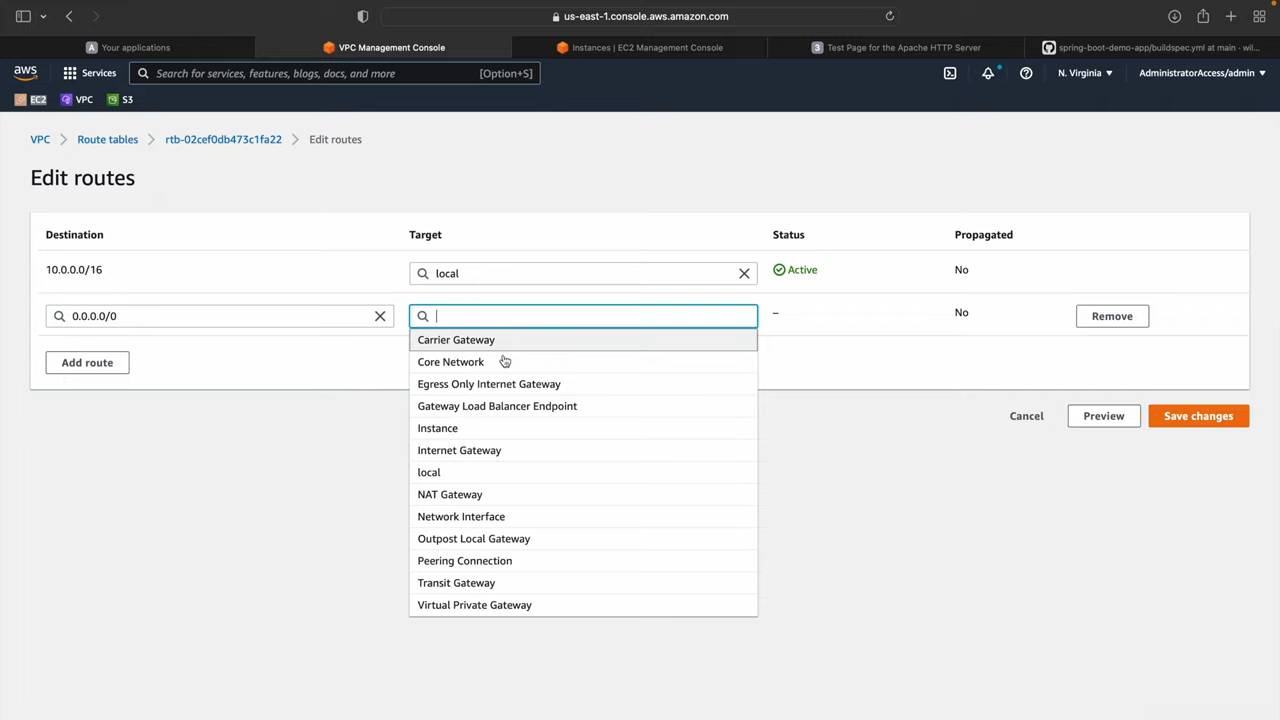 us-east-1.console.aws.amazon.com
A Your applications
VPC Management Console
Instances | EC2 Management Console
3 Test Page for the Apache HTTP Server
spring-boot-demo-app/buildspec.yml at main · wil...
aws
Services
Search for services, features, blogs, docs, and more
[Option+S]
N. Virginia
AdministratorAccess/admin
EC2
VPC
S3
VPC
Route tables
rtb-02cef0db473c1fa22
Edit routes
Edit routes
Destination
Target
Status
Propagated
10.0.0.0/16
local
Active
No
0.0.0.0/0
–
No
Remove
Add route
Carrier Gateway
Core Network
Egress Only Internet Gateway
Gateway Load Balancer Endpoint
Instance
Internet Gateway
local
NAT Gateway
Network Interface
Outpost Local Gateway
Peering Connection
Transit Gateway
Virtual Private Gateway
Cancel
Preview
Save changes